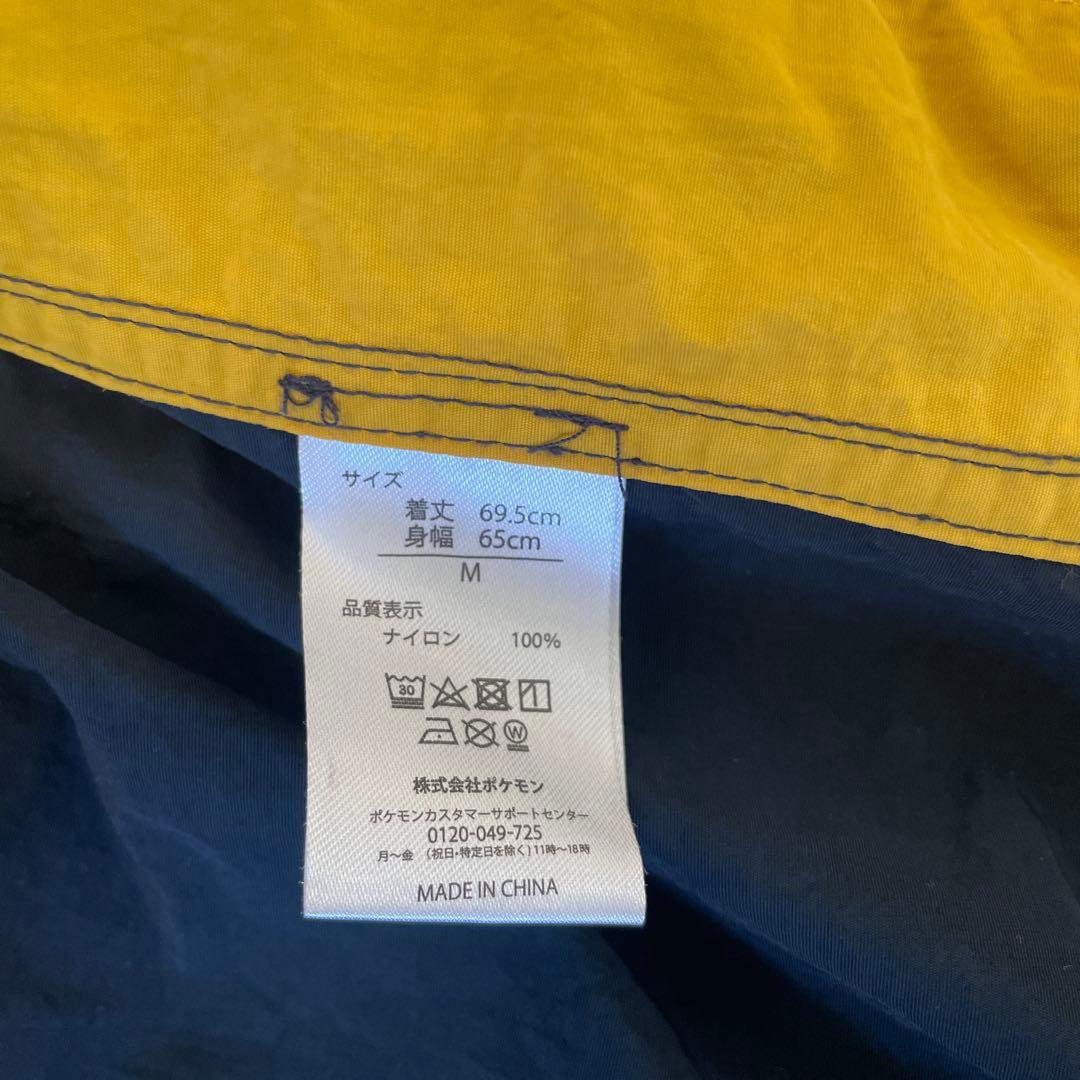 サイズ
着丈 69.5cm
身幅 65cm
M
品質表示
ナイロン 100%
30
W
株式会社ポケモン
ポケモンカスタマーサポートセンター
0120-049-725
月～金 (祝日・特定日を除く) 11時～18時
MADE IN CHINA